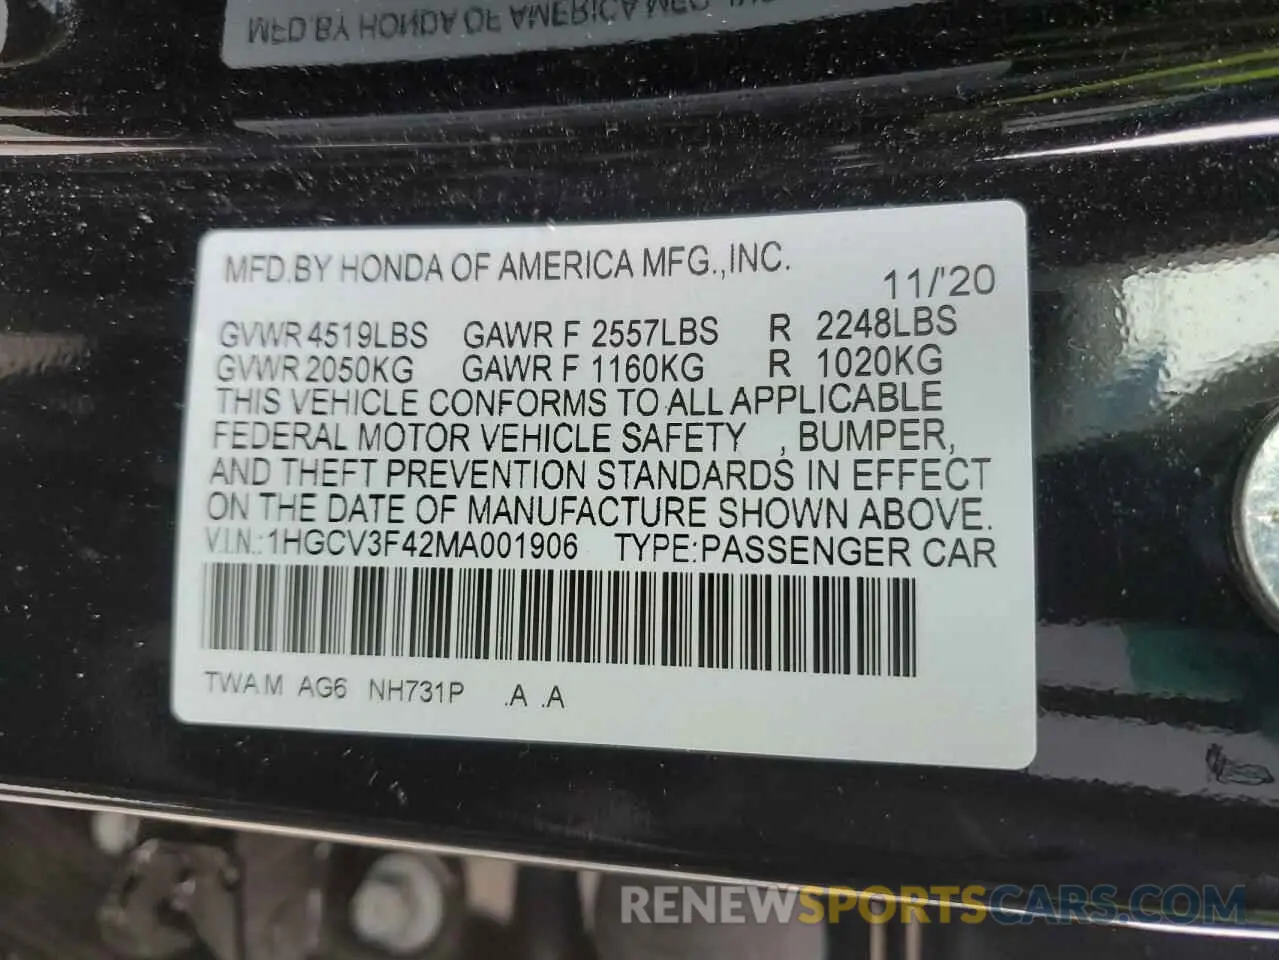 MFD.BY HONDA OF AMERICA MFG.,INC.
11/'20
GVWR 4519LBS GAWR F 2557LBS R 2248LBS
GVWR 2050KG GAWR F 1160KG R 1020KG
THIS VEHICLE CONFORMS TO ALL APPLICABLE
FEDERAL MOTOR VEHICLE SAFETY , BUMPER,
AND THEFT PREVENTION STANDARDS IN EFFECT
ON THE DATE OF MANUFACTURE SHOWN ABOVE.
V.I.N.:1HGCV3F42MA001906 TYPE:PASSENGER CAR
TWAM AG6 NH731P .A .A
RENEWSPORTSCARS.COM